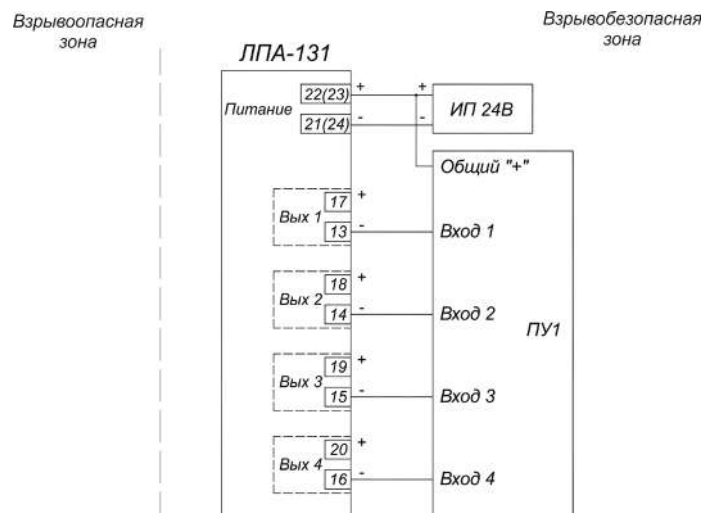 Взрывоопасная
зона
Взрывобезопасная
зона
ЛПА-131
Питание
22(23)
+
+
21(24)
-
-
ИП 24В
Общий "+"
Вых 1
17
+
13
-
Вход 1
Вых 2
18
+
14
-
Вход 2
ПУ1
Вых 3
19
+
15
-
Вход 3
Вых 4
20
+
16
-
Вход 4